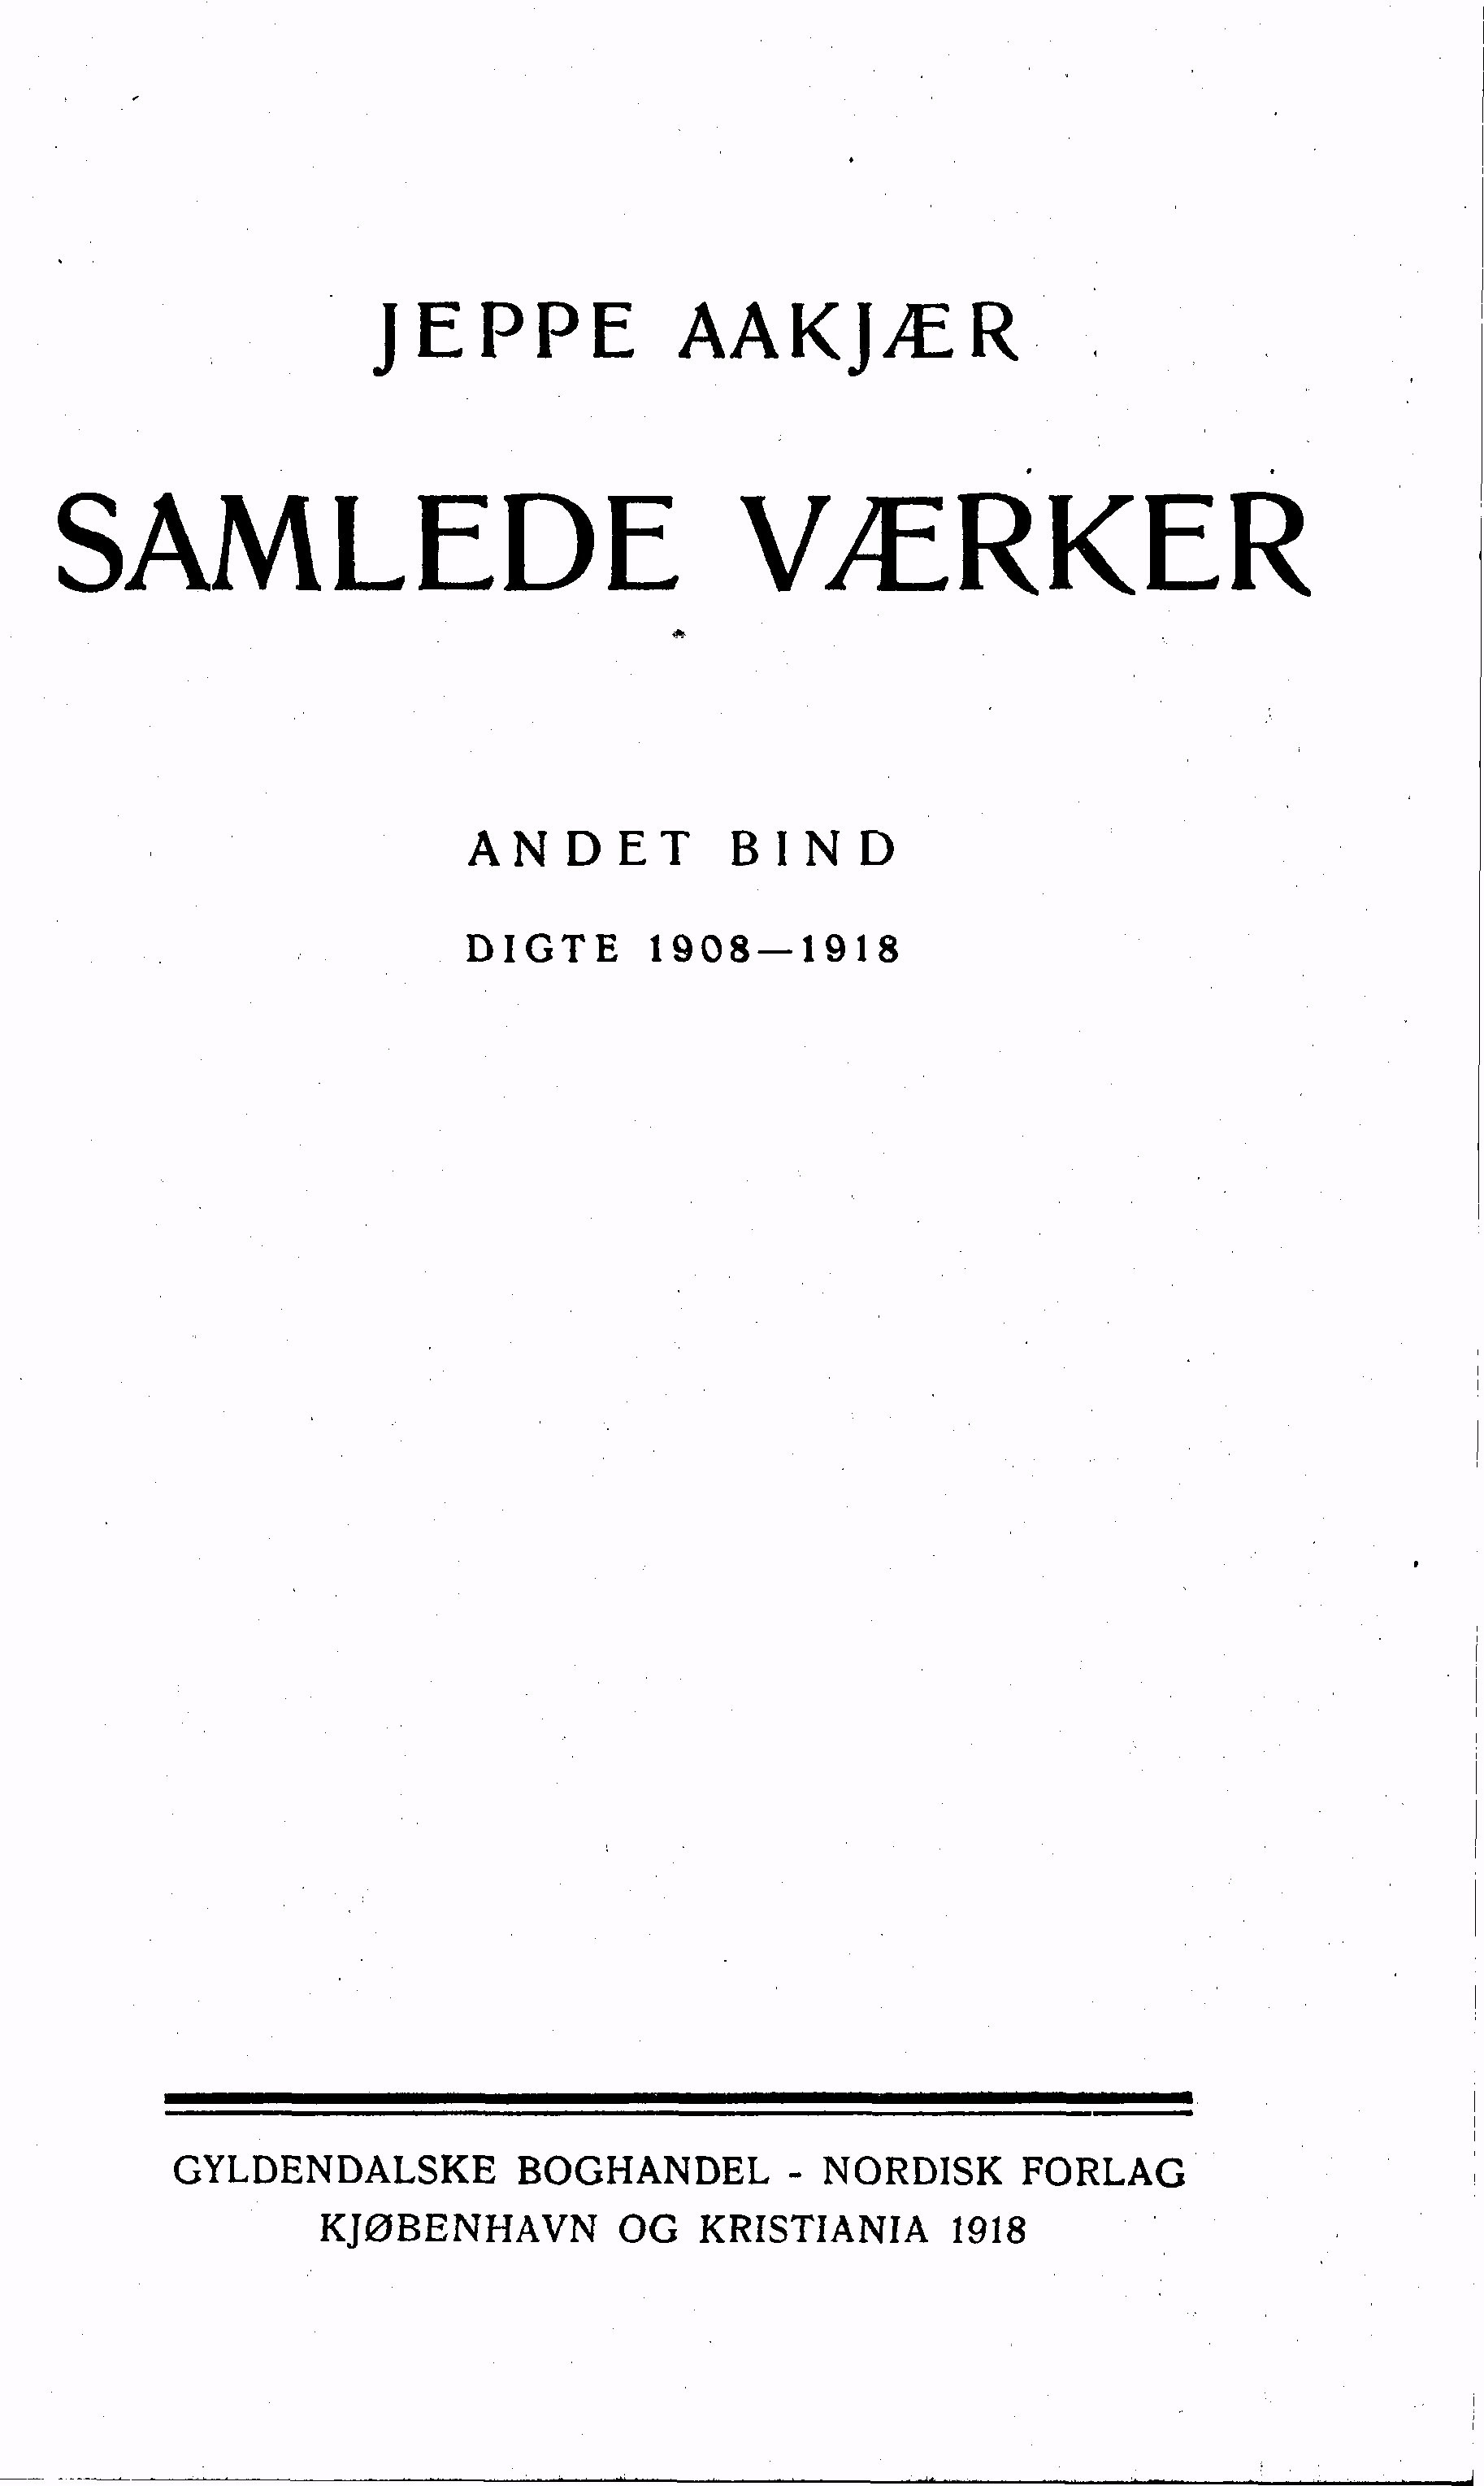 JEPPE AAKJÆR
SAMLEDE VÆRKER
ANDET BIND
DIGTE 1908—1918
GYLDENDALSKE BOGHANDEL - NORDISK FORLAG
KJØBENHAVN OG KRISTIANIA 1918